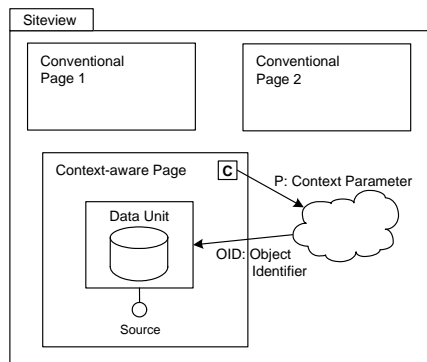 Siteview
Conventional
Page 1
Conventional
Page 2
Context-aware Page
C
P: Context Parameter
Data Unit
OID: Object
Identifier
Source